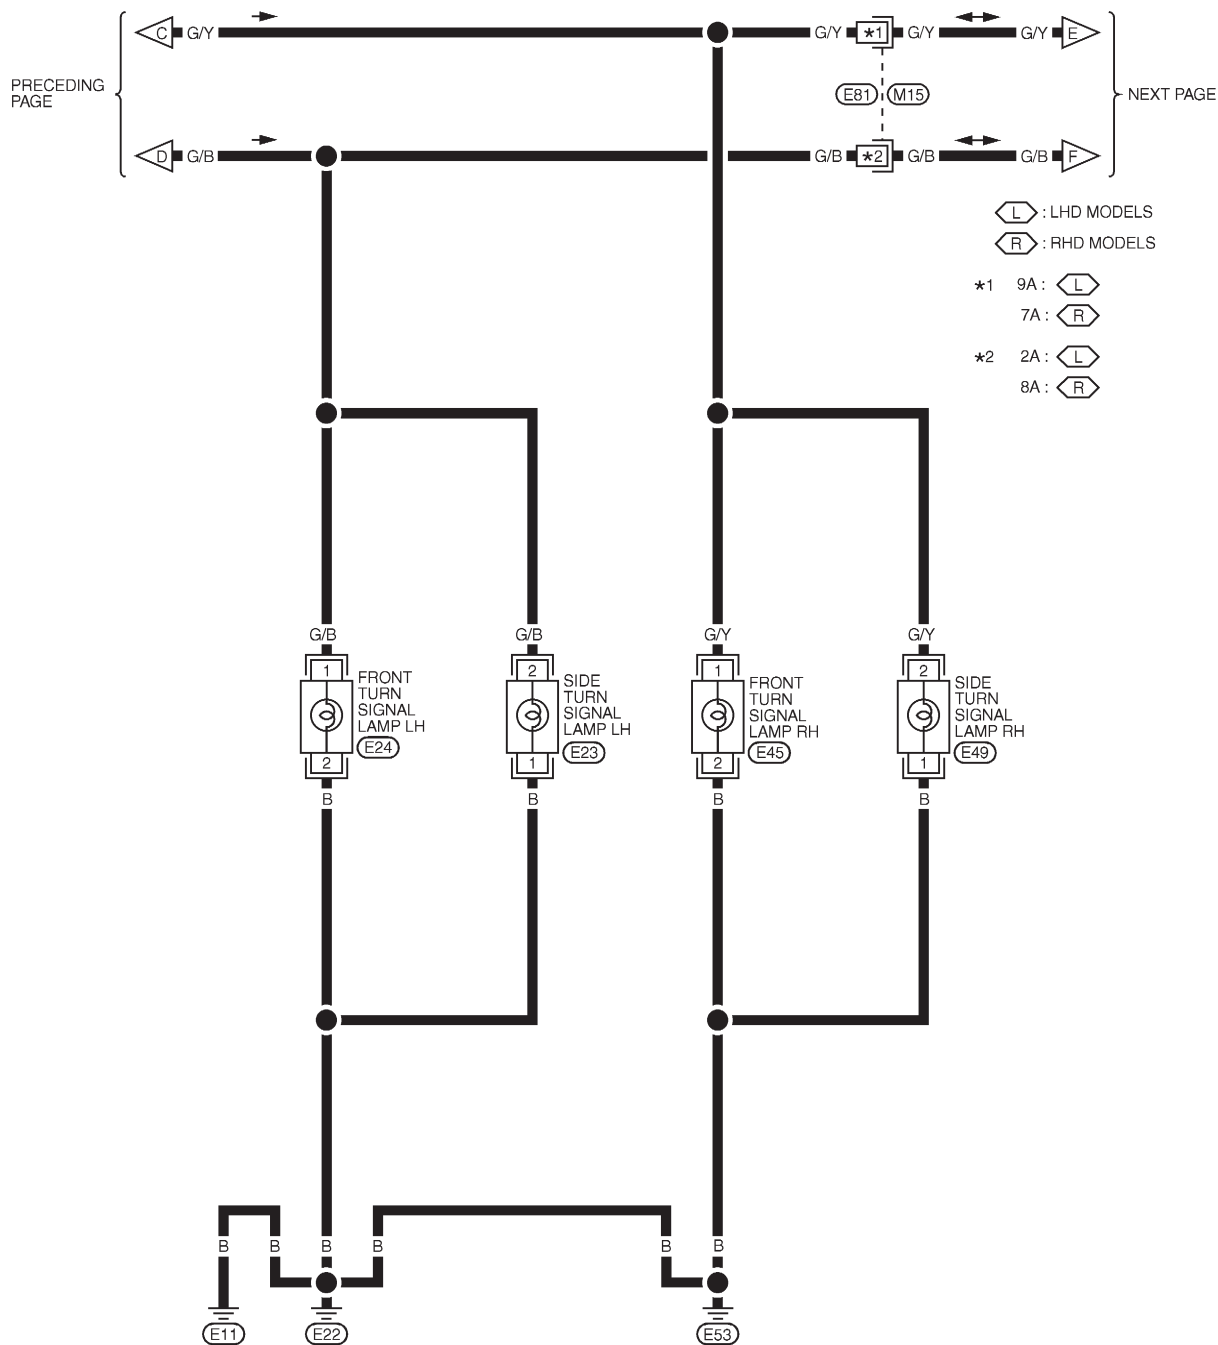 C G/Y G/Y *1 G/Y G/Y E
PRECEDING
PAGE
E81 M15
NEXT PAGE
D G/B G/B *2 G/B G/B F
L : LHD MODELS
R : RHD MODELS
*1 9A : L
7A : R
*2 2A : L
8A : R
G/B G/B G/Y G/Y
1 2 1 2
FRONT
TURN
SIGNAL
LAMP LH
E24
SIDE
TURN
SIGNAL
LAMP LH
E23
FRONT
TURN
SIGNAL
LAMP RH
E45
SIDE
TURN
SIGNAL
LAMP RH
E49
2 1 2 1
B B B B
B B B B B B
E11 E22 E53